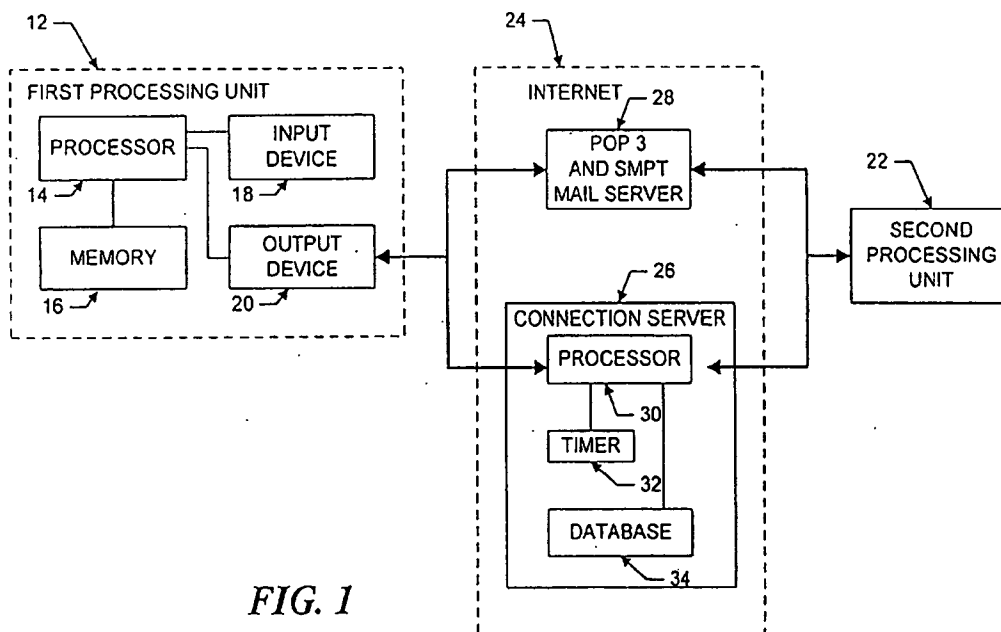 12
FIRST PROCESSING UNIT
PROCESSOR
14
INPUT
DEVICE
18
MEMORY
16
OUTPUT
DEVICE
20
24
INTERNET
28
POP 3
AND SMPT
MAIL SERVER
26
CONNECTION SERVER
PROCESSOR
30
TIMER
32
DATABASE
34
22
SECOND
PROCESSING
UNIT
FIG. 1